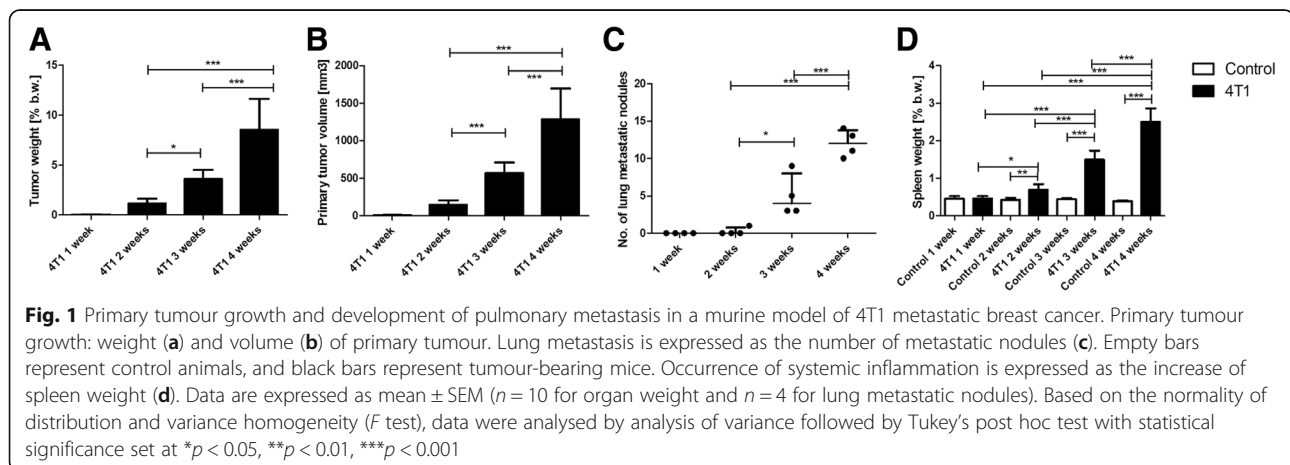 A
Tumor weight [% b.w.]
15
10
5
0
***
***
*
4T1 1 week
4T1 2 weeks
4T1 3 weeks
4T1 4 weeks
B
Primary tumor volume [mm3]
2000
1500
1000
500
0
***
***
***
4T1 1 week
4T1 2 weeks
4T1 3 weeks
4T1 4 weeks
C
No. of lung metastatic nodules
20
15
10
5
0
***
***
*
1 week
2 weeks
3 weeks
4 weeks
D
Spleen weight [% b.w.]
4
3
2
1
0
***
***
***
***
***
***
***
*
**
Control 1 week
4T1 1 week
Control 2 weeks
4T1 2 weeks
Control 3 weeks
4T1 3 weeks
Control 4 weeks
4T1 4 weeks
Control
4T1
Fig. 1 Primary tumour growth and development of pulmonary metastasis in a murine model of 4T1 metastatic breast cancer. Primary tumour
growth: weight (a) and volume (b) of primary tumour. Lung metastasis is expressed as the number of metastatic nodules (c). Empty bars
represent control animals, and black bars represent tumour-bearing mice. Occurrence of systemic inflammation is expressed as the increase of
spleen weight (d). Data are expressed as mean ± SEM (n = 10 for organ weight and n = 4 for lung metastatic nodules). Based on the normality of
distribution and variance homogeneity (F test), data were analysed by analysis of variance followed by Tukey's post hoc test with statistical
significance set at *p < 0.05, **p < 0.01, ***p < 0.001